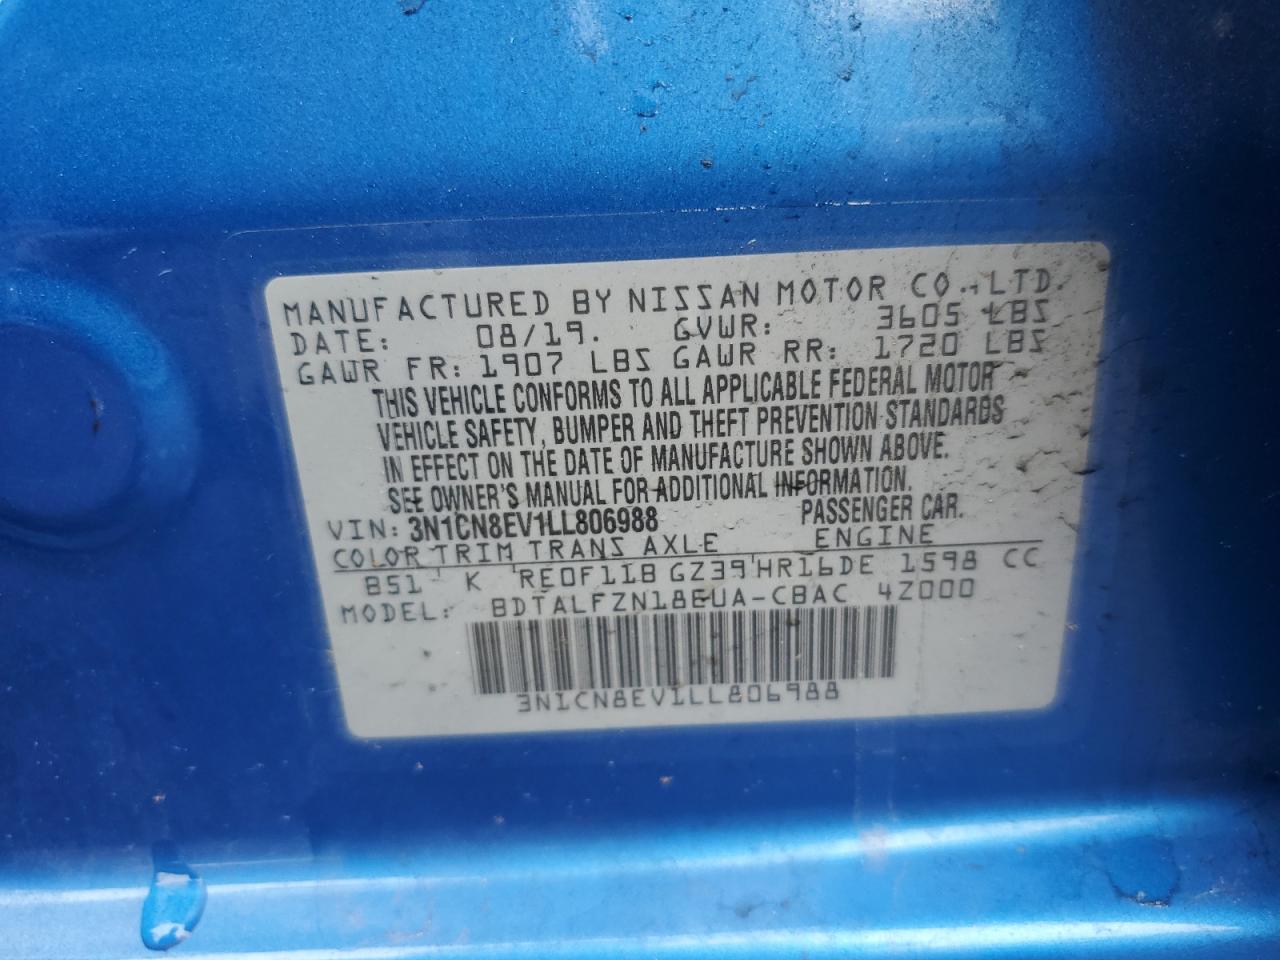 MANUFACTURED BY NISSAN MOTOR CO., LTD.
DATE: 08/19. GVWR: 3605 LBS
GAWR FR: 1907 LBS GAWR RR: 1720 LBS
THIS VEHICLE CONFORMS TO ALL APPLICABLE FEDERAL MOTOR
VEHICLE SAFETY, BUMPER AND THEFT PREVENTION STANDARDS
IN EFFECT ON THE DATE OF MANUFACTURE SHOWN ABOVE.
SEE OWNER'S MANUAL FOR ADDITIONAL INFORMATION.
VIN: 3N1CN8EV1LL806988 PASSENGER CAR.
COLOR TRIM TRANS AXLE ENGINE
B51 K RE0F11B GZ39 HR16DE 1598 CC
MODEL: BDTALFZN18EUA-CBAC 4Z000
3N1CN8EV1LL806988